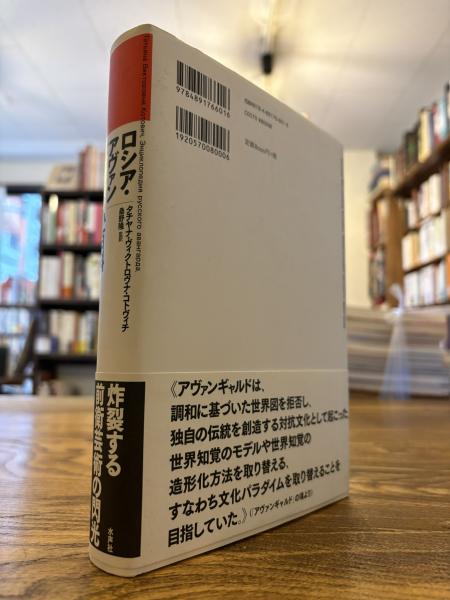 Татьяна Викторовна Котович, Энциклопедия русского авангарда.
ロシア・
アヴァン
タチヤーナ・ヴィクトロヴナ・コトヴィチ
桑野隆 監訳
炸裂する
前衛芸術の閃光
水声社
9784891766016
1920570080006
《アヴァンギャルドは、
調和に基づいた世界図を拒否し、
独自の伝統を創造する対抗文化として起こった
世界知覚のモデルや世界知覚の
造形化方法を取り替える、
すなわち文化パラダイムを取り替えることを
目指していた。》(「アヴァンギャルド」の項より)